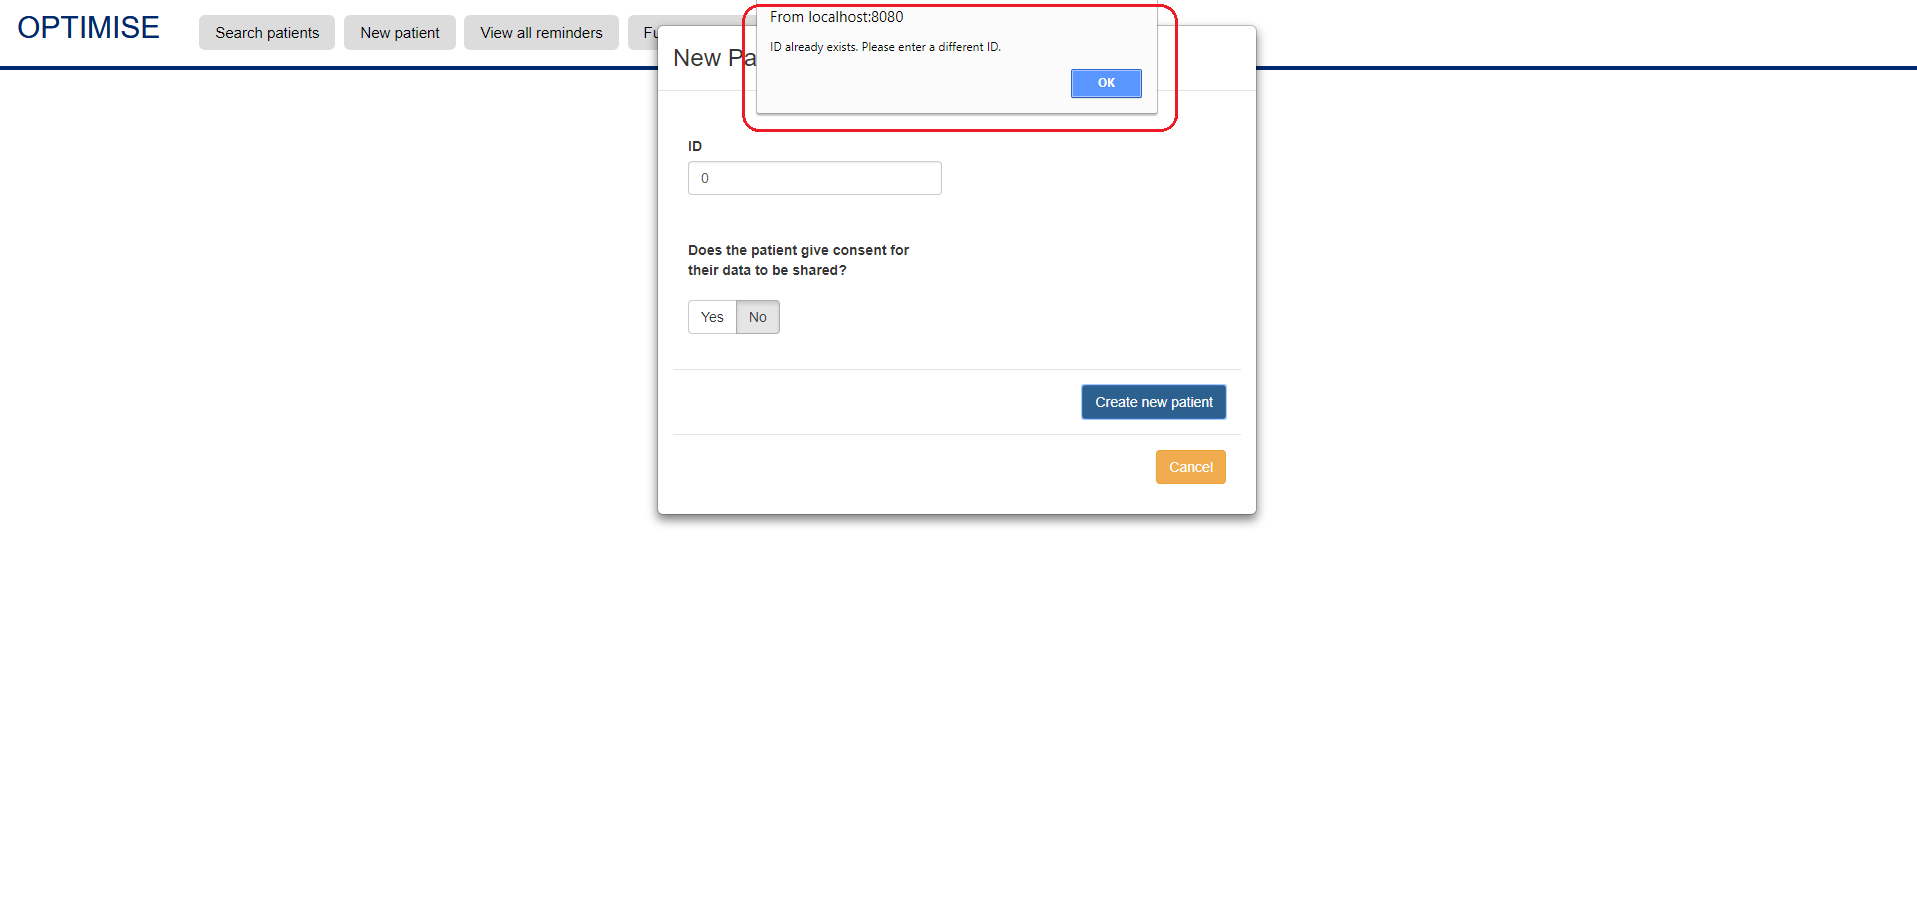 OPTIMISE
Search patients
New patient
View all reminders
From localhost:8080
ID already exists. Please enter a different ID.
OK
New Pa
ID
0
Does the patient give consent for
their data to be shared?
Yes
No
Create new patient
Cancel